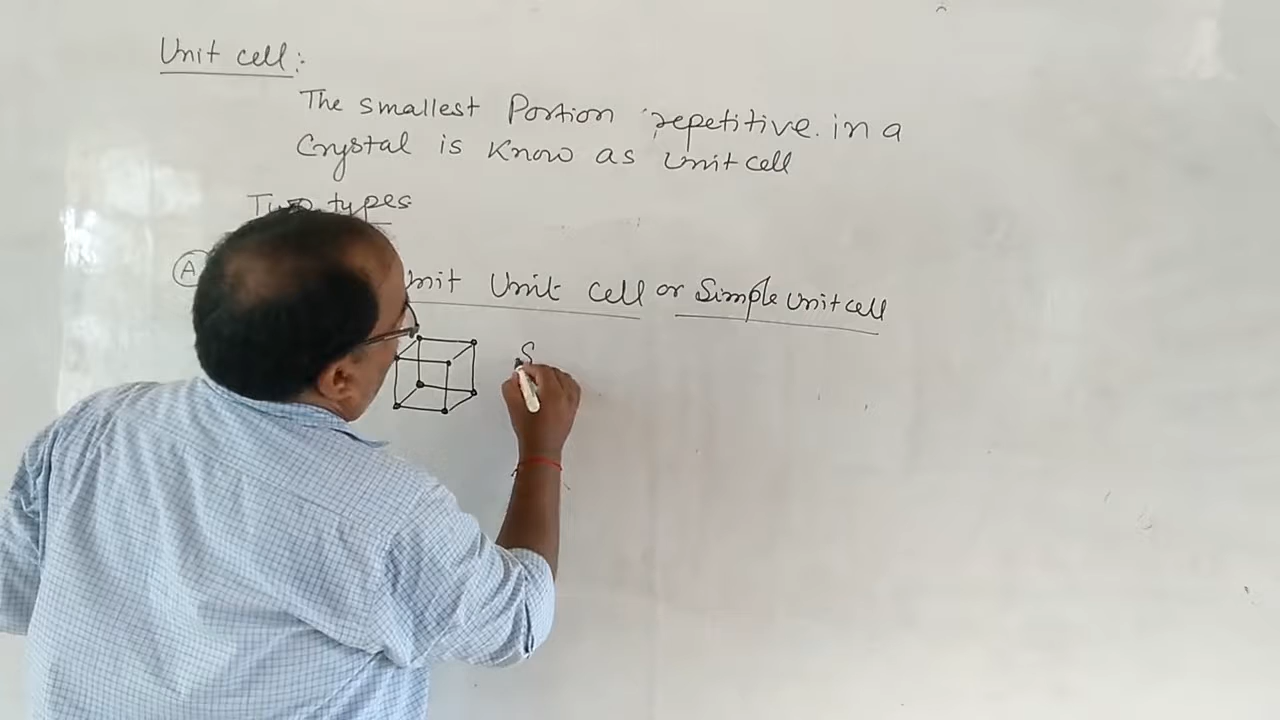 Unit cell:
The smallest Portion repetitive in a
Crystal is Know as Unit cell
Two types
A Unit Cell or Simple Unit cell
S